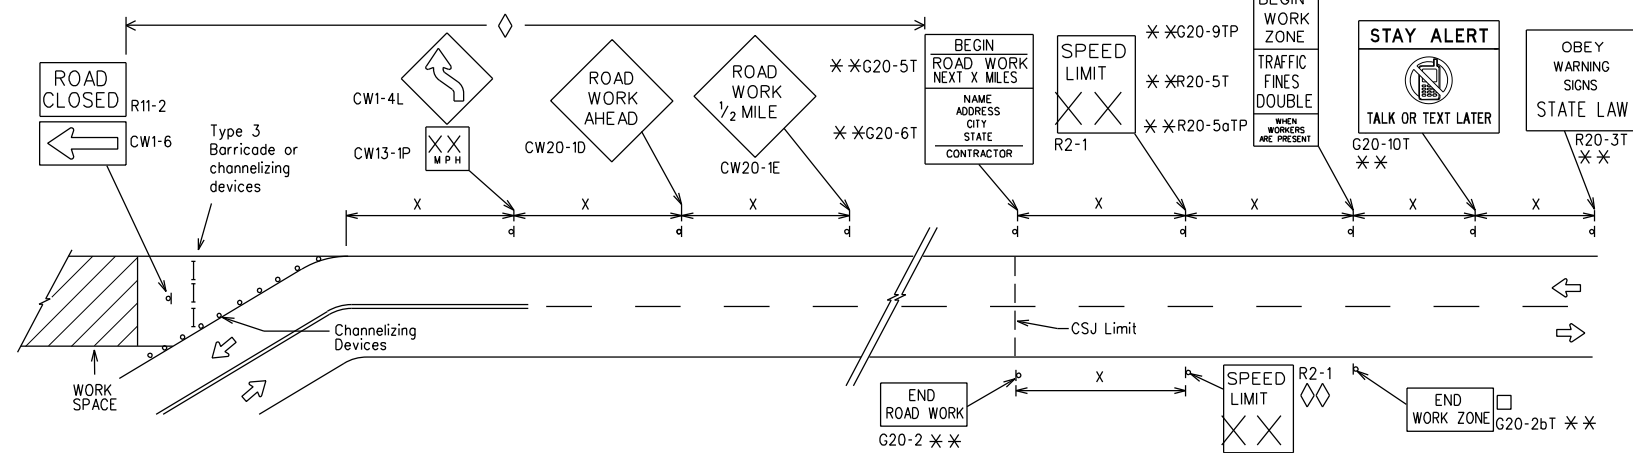 ROAD
CLOSED
R11-2
CW1-6
Type 3
Barricade or
channelizing
devices
CW1-4L
CW13-1P
X X
MPH
ROAD
WORK
AHEAD
CW20-1D
ROAD
WORK
1/2 MILE
CW20-1E
* *G20-5T
* *G20-6T
BEGIN
ROAD WORK
NEXT X MILES
NAME
ADDRESS
CITY
STATE
CONTRACTOR
SPEED
LIMIT
X X
R2-1
* *G20-9TP
* *R20-5T
* *R20-5aTP
BEGIN
WORK
ZONE
TRAFFIC
FINES
DOUBLE
WHEN
WORKERS
ARE PRESENT
STAY ALERT
TALK OR TEXT LATER
G20-10T
* *
OBEY
WARNING
SIGNS
STATE LAW
R20-3T
* *
X
X
X
X
X
X
X
WORK
SPACE
Channelizing
Devices
CSJ Limit
END
ROAD WORK
G20-2 * *
X
SPEED
LIMIT
X X
R2-1
END
WORK ZONE
G20-2bT * *